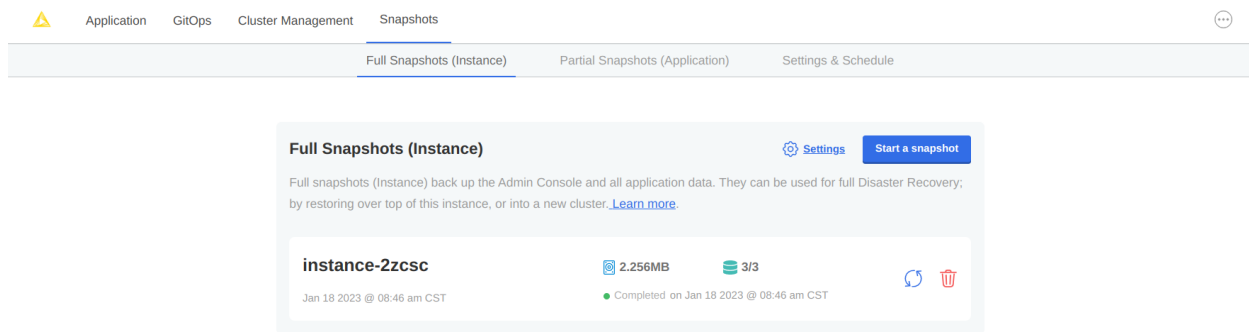 Application GitOps Cluster Management Snapshots
Full Snapshots (Instance) Partial Snapshots (Application) Settings & Schedule
Full Snapshots (Instance) Settings Start a snapshot
Full snapshots (Instance) back up the Admin Console and all application data. They can be used for full Disaster Recovery;
by restoring over top of this instance, or into a new cluster. Learn more.
instance-2zcsc 2.256MB 3/3
Jan 18 2023 @ 08:46 am CST Completed on Jan 18 2023 @ 08:46 am CST